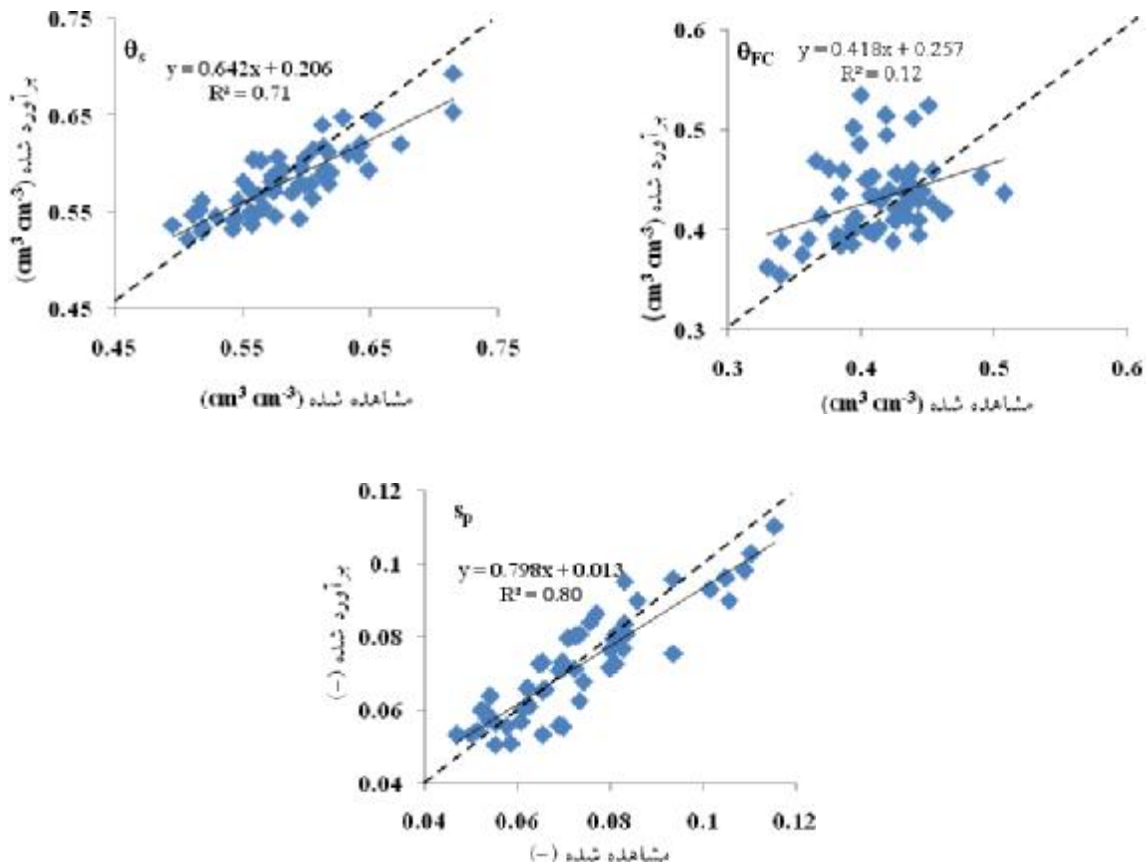 0.75
θs
y = 0.642x + 0.206
R² = 0.71
0.65
0.55
0.45
برآورد شده (cm³ cm⁻³)
0.45 0.55 0.65 0.75
مشاهده شده (cm³ cm⁻³)
0.6
θFC
y = 0.418x + 0.257
R² = 0.12
0.5
0.4
0.3
برآورد شده (cm³ cm⁻³)
0.3 0.4 0.5 0.6
مشاهده شده (cm³ cm⁻³)
0.12
sp
y = 0.798x + 0.013
R² = 0.80
0.1
0.08
0.06
0.04
برآورد شده (–)
0.04 0.06 0.08 0.1 0.12
مشاهده شده (–)